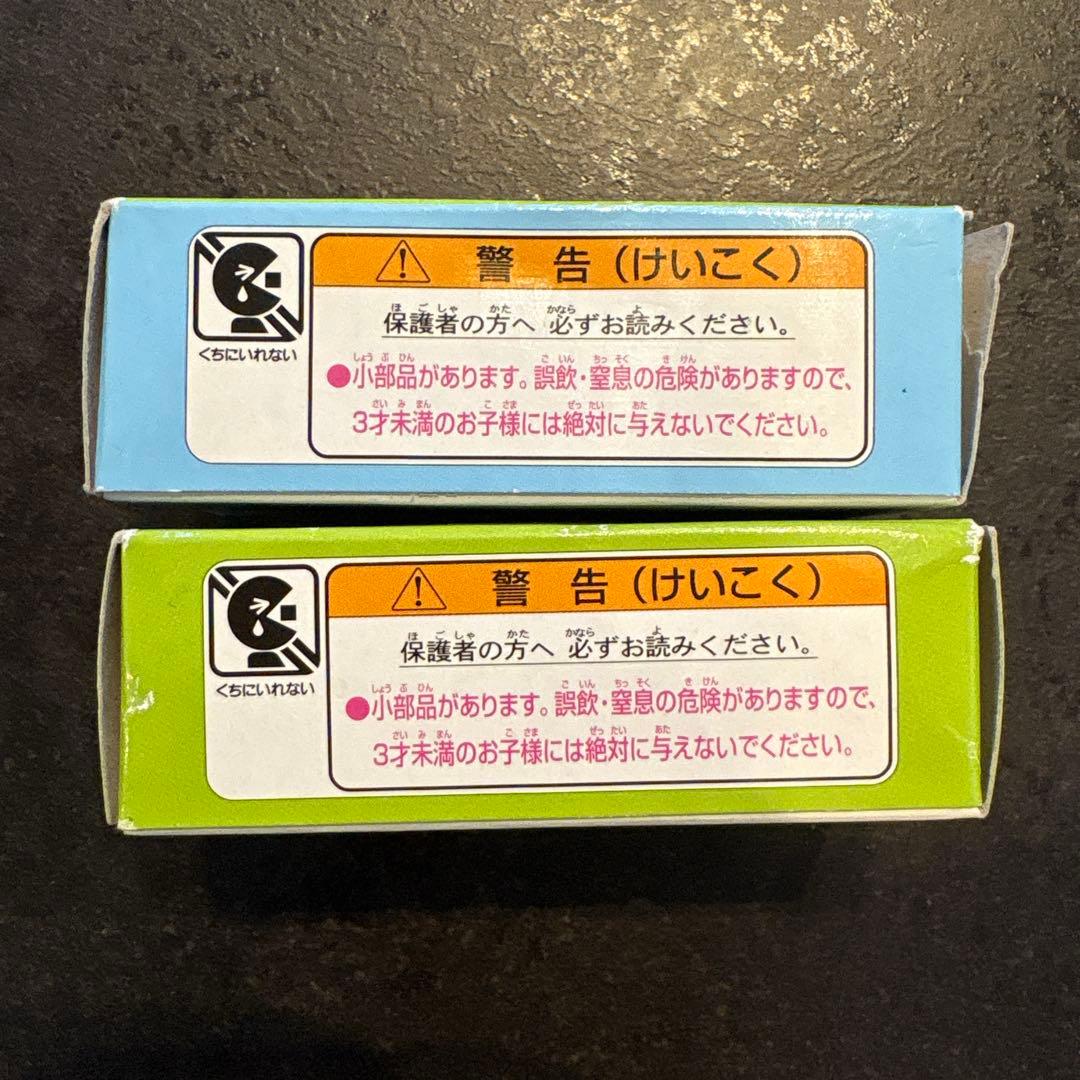 警告(けいこく)
くちにいれない
保護者の方へ 必ずお読みください。
ほごしゃ かた かなら よ
しょうぶひん ごいん ちっそく きけん
●小部品があります。誤飲・窒息の危険がありますので、
さいみまん こさま ぜったい あた
3才未満のお子様には絶対に与えないでください。
警告(けいこく)
くちにいれない
ほごしゃ かた かなら よ
保護者の方へ 必ずお読みください。
しょうぶひん ごいん ちっそく きけん
●小部品があります。誤飲・窒息の危険がありますので、
さいみまん こさま ぜったい あた
3才未満のお子様には絶対に与えないでください。